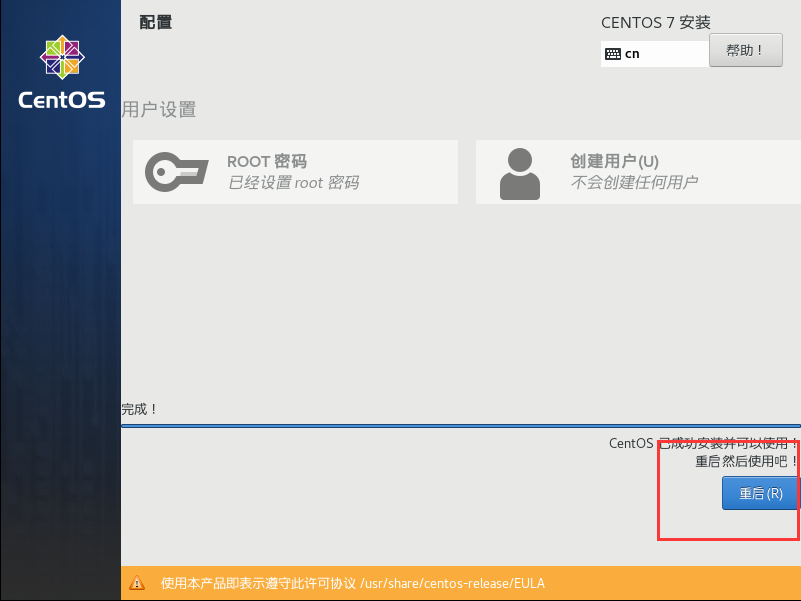 配置
CENTOS 7 安装
cn
帮助！
CentOS
用户设置
ROOT 密码
已经设置 root 密码
创建用户(U)
不会创建任何用户
完成！
CentOS 已成功安装并可以使用！
重启然后使用吧！
重启(R)
使用本产品即表示遵守此许可协议 /usr/share/centos-release/EULA